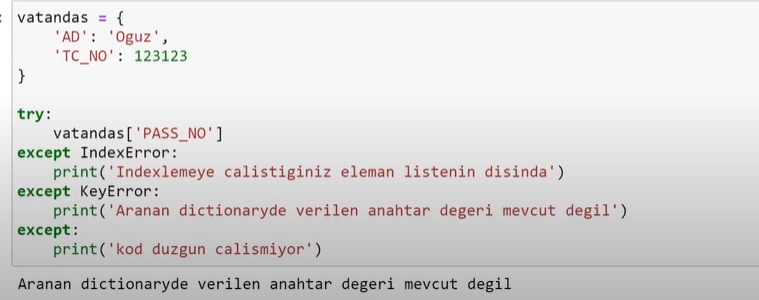 vatandas = {
    'AD': 'Oguz',
    'TC_NO': 123123
}
try:
    vatandas['PASS_NO']
except IndexError:
    print('Indexlemeye calistiginiz eleman listenin disinda')
except KeyError:
    print('Aranan dictionaryde verilen anahtar degeri mevcut degil')
except:
    print('kod duzgun calismiyor')
Aranan dictionaryde verilen anahtar degeri mevcut degil